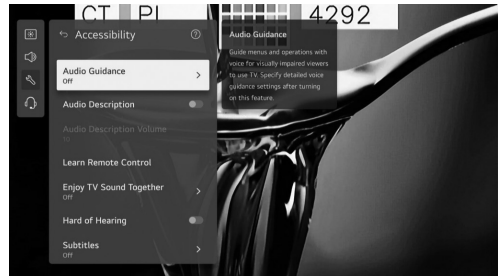 CT PL 4292
Accessibility
Audio Guidance
Off
Audio Description
Audio Description Volume
10
Learn Remote Control
Enjoy TV Sound Together
Off
Hard of Hearing
Subtitles
Off
Audio Guidance
Guide menus and operations with
voice for visually impaired viewers
to use TV. Specify detailed voice
guidance settings after turning
on this feature.